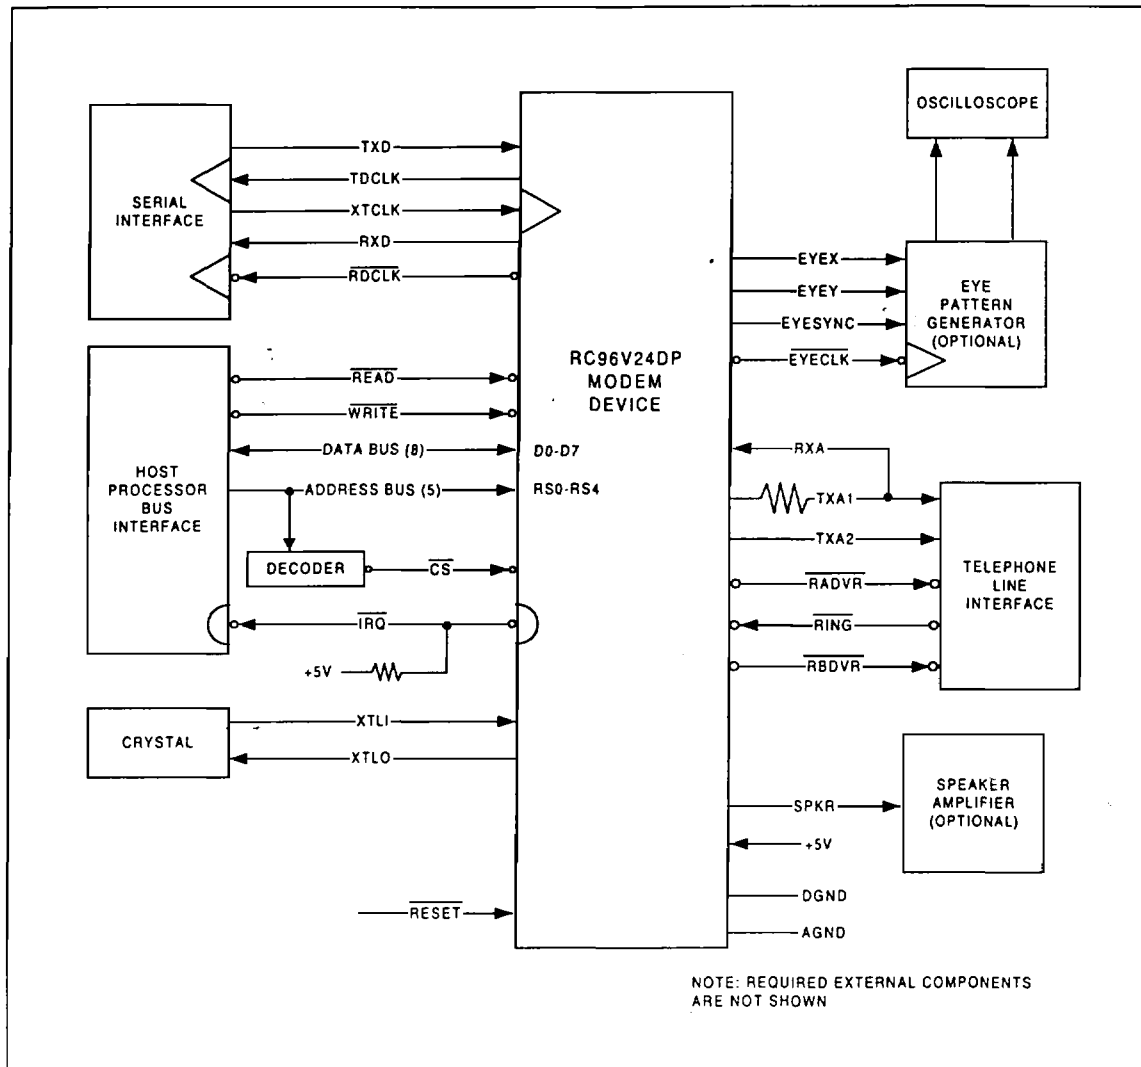 OSCILLOSCOPE
SERIAL
INTERFACE
TXD
TDCLK
XTCLK
RXD
RDCLK
EYEX
EYEY
EYESYNC
EYECLK
EYE
PATTERN
GENERATOR
(OPTIONAL)
RC96V24DP
MODEM
DEVICE
HOST
PROCESSOR
BUS
INTERFACE
READ
WRITE
DATA BUS (8)
D0-D7
ADDRESS BUS (5)
RS0-RS4
DECODER
CS
IRQ
+5V
RXA
TXA1
TXA2
RADVR
RING
RBDVR
TELEPHONE
LINE
INTERFACE
CRYSTAL
XTLI
XTLO
SPKR
SPEAKER
AMPLIFIER
(OPTIONAL)
+5V
DGND
AGND
RESET
NOTE: REQUIRED EXTERNAL COMPONENTS
ARE NOT SHOWN